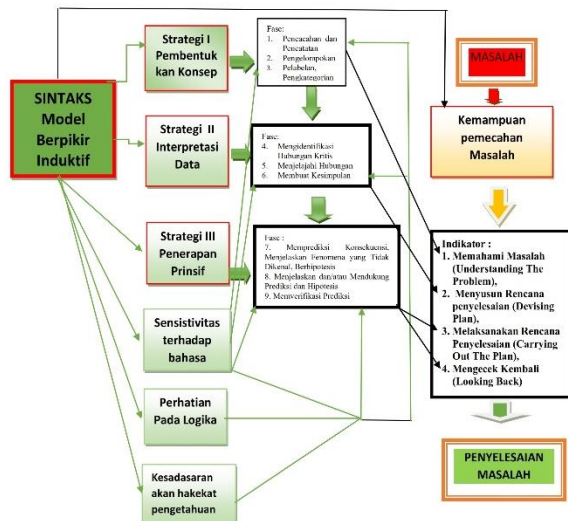 SINTAKS
Model
Berpikir
Induktif
Strategi I
Pembentuk
kan Konsep
Strategi II
Interpretasi
Data
Strategi III
Penerapan
Prinsif
Sensistivitas
terhadap
bahasa
Perhatian
Pada Logika
Kesadasaran
akan hakekat
pengetahuan
Fase:
1. Pencacahan dan
Pencatatan
2. Pengelompokan
3. Pelabelan,
Pengkategorian
Fase:
4. Mengidentifikasi
Hubungan Kritis
5. Menjelajahi Hubungan
6. Membuat Kesimpulan
Fase :
7. Memprediksi Konsekuensi,
Menjelaskan Fenomena yang Tidak
Dikenal, Berhipotesis
8. Menjelaskan dan/atau Mendukung
Prediksi dan Hipotesis
9. Memverifikasi Prediksi
MASALAH
Kemampuan
pemecahan
Masalah
Indikator :
1. Memahami Masalah
(Understanding The
Problem),
2. Menyusun Rencana
penyelesaian (Devising
Plan),
3. Melaksanakan Rencana
Penyelesaian (Carrying
Out The Plan),
4. Mengecek Kembali
(Looking Back)
PENYELESAIAN
MASALAH